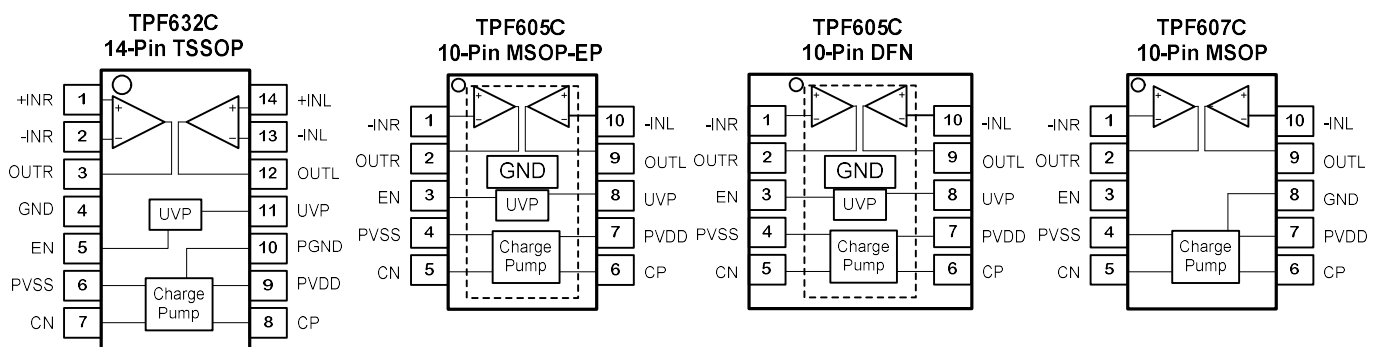 TPF632C
14-Pin TSSOP
+INR 1
-INR 2
OUTR 3
GND 4
EN 5
PVSS 6
CN 7
14 +INL
13 -INL
12 OUTL
11 UVP
10 PGND
9 PVDD
8 CP
+
-
+
-
UVP
Charge
Pump
TPF605C
10-Pin MSOP-EP
-INR 1
OUTR 2
EN 3
PVSS 4
CN 5
10 -INL
9 OUTL
8 UVP
7 PVDD
6 CP
+
-
+
-
GND
UVP
Charge
Pump
TPF605C
10-Pin DFN
-INR 1
OUTR 2
EN 3
PVSS 4
CN 5
10 -INL
9 OUTL
8 UVP
7 PVDD
6 CP
+
-
+
-
GND
UVP
Charge
Pump
TPF607C
10-Pin MSOP
-INR 1
OUTR 2
EN 3
PVSS 4
CN 5
10 -INL
9 OUTL
8 GND
7 PVDD
6 CP
+
-
+
-
Charge
Pump